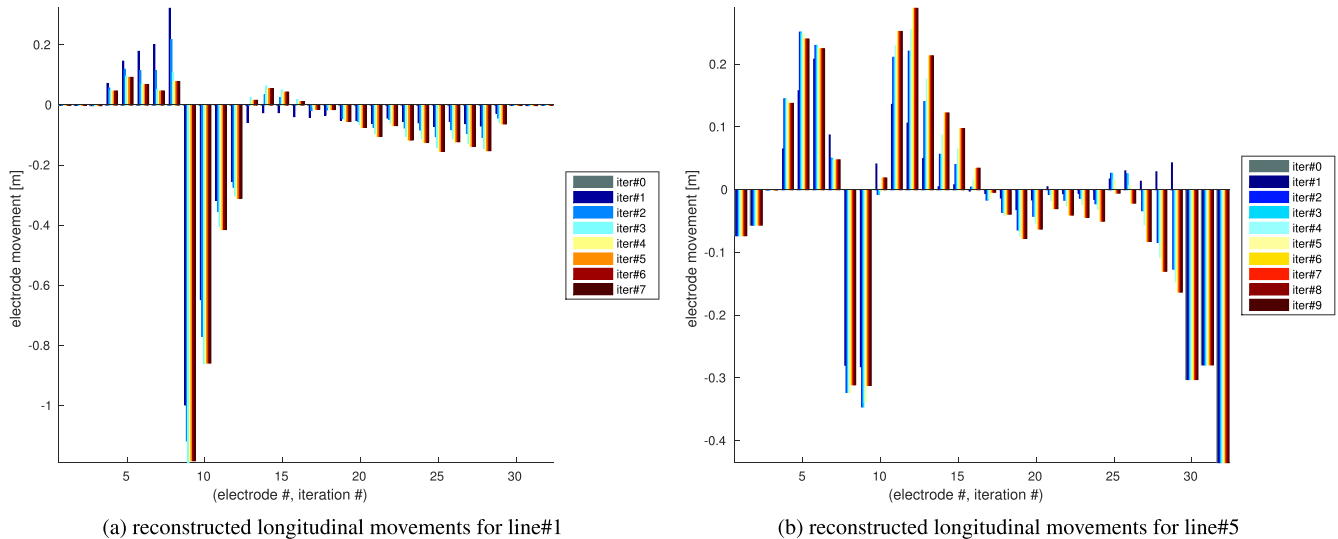 0.2
0
-0.2
-0.4
-0.6
-0.8
-1
electrode movement [m]
5
10
15
20
25
30
(electrode #, iteration #)
iter#0
iter#1
iter#2
iter#3
iter#4
iter#5
iter#6
iter#7
(a) reconstructed longitudinal movements for line#1
0.2
0.1
0
-0.1
-0.2
-0.3
-0.4
electrode movement [m]
5
10
15
20
25
30
(electrode #, iteration #)
iter#0
iter#1
iter#2
iter#3
iter#4
iter#5
iter#6
iter#7
iter#8
iter#9
(b) reconstructed longitudinal movements for line#5